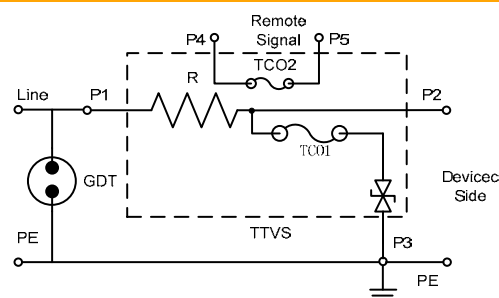 Remote
Signal
P4
P5
TCO2
R
Line
P1
P2
TCO1
GDT
Devicec
Side
TTVS
PE
P3
PE